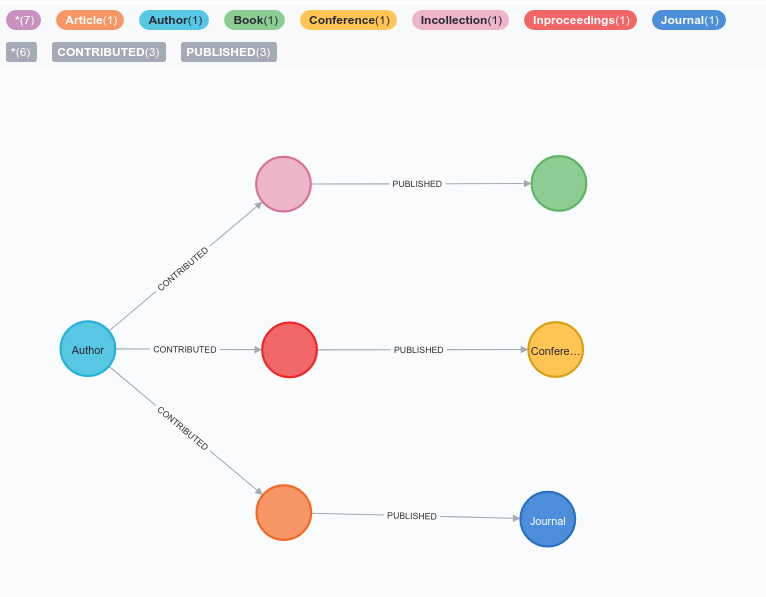 *(7) Article(1) Author(1) Book(1) Conference(1) Incollection(1) Inproceedings(1) Journal(1)
*(6) CONTRIBUTED(3) PUBLISHED(3)
PUBLISHED
CONTRIBUTED
Author CONTRIBUTED PUBLISHED Confere...
CONTRIBUTED
PUBLISHED Journal